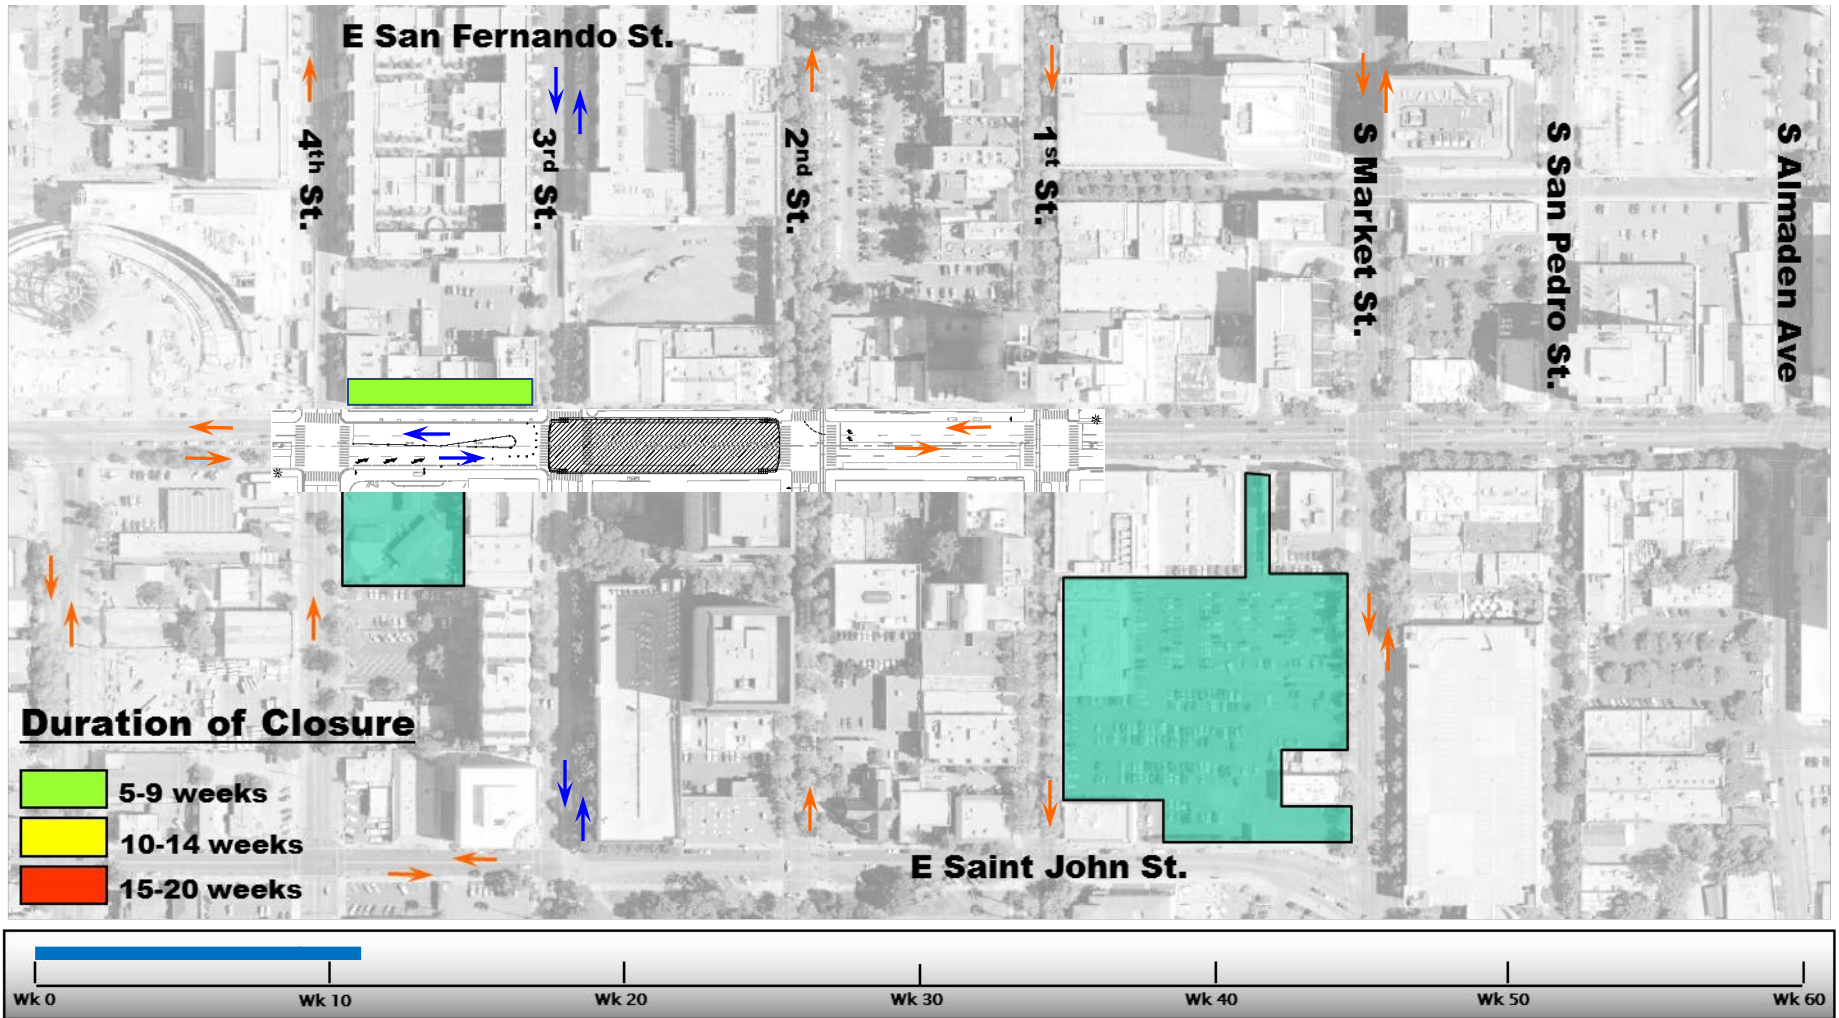 E San Fernando St.
4th St.
3rd St.
2nd St.
1st St.
S Market St.
S San Pedro St.
S Almaden Ave
Duration of Closure
5-9 weeks
10-14 weeks
15-20 weeks
E Saint John St.
Wk 0
Wk 10
Wk 20
Wk 30
Wk 40
Wk 50
Wk 60